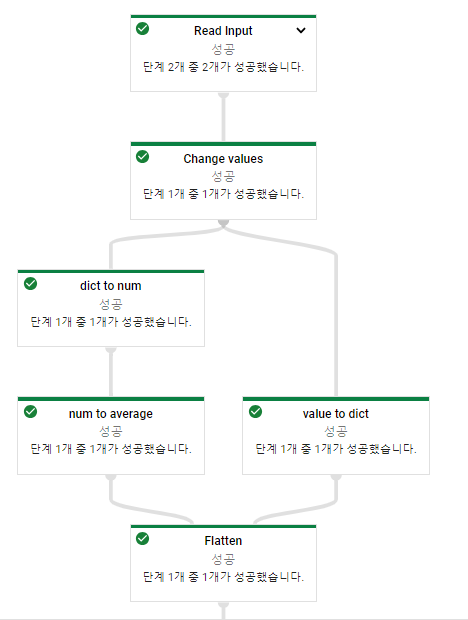 Read Input
성공
단계 2개 중 2개가 성공했습니다.
Change values
성공
단계 1개 중 1개가 성공했습니다.
dict to num
성공
단계 1개 중 1개가 성공했습니다.
num to average
성공
단계 1개 중 1개가 성공했습니다.
value to dict
성공
단계 1개 중 1개가 성공했습니다.
Flatten
성공
단계 1개 중 1개가 성공했습니다.